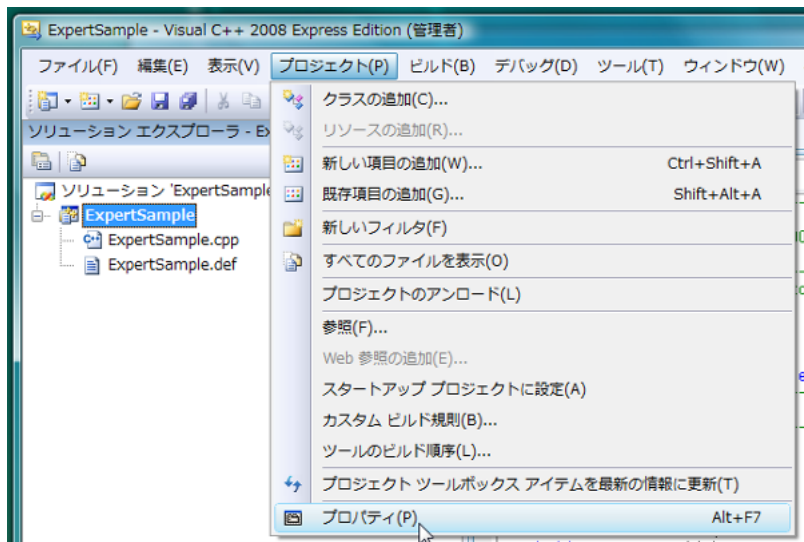 ExpertSample - Visual C++ 2008 Express Edition (管理者)
ファイル(F) 編集(E) 表示(V) プロジェクト(P) ビルド(B) デバッグ(D) ツール(T) ウィンドウ(W)
ソリューション エクスプローラ - Ex
クラスの追加(C)...
リソースの追加(R)...
新しい項目の追加(W)... Ctrl+Shift+A
既存項目の追加(G)... Shift+Alt+A
新しいフィルタ(F)
すべてのファイルを表示(O)
プロジェクトのアンロード(L)
参照(F)...
Web 参照の追加(E)...
スタートアップ プロジェクトに設定(A)
カスタム ビルド規則(B)...
ツールのビルド順序(L)...
プロジェクト ツールボックス アイテムを最新の情報に更新(T)
プロパティ(P) Alt+F7
ソリューション 'ExpertSample
ExpertSample
ExpertSample.cpp
ExpertSample.def